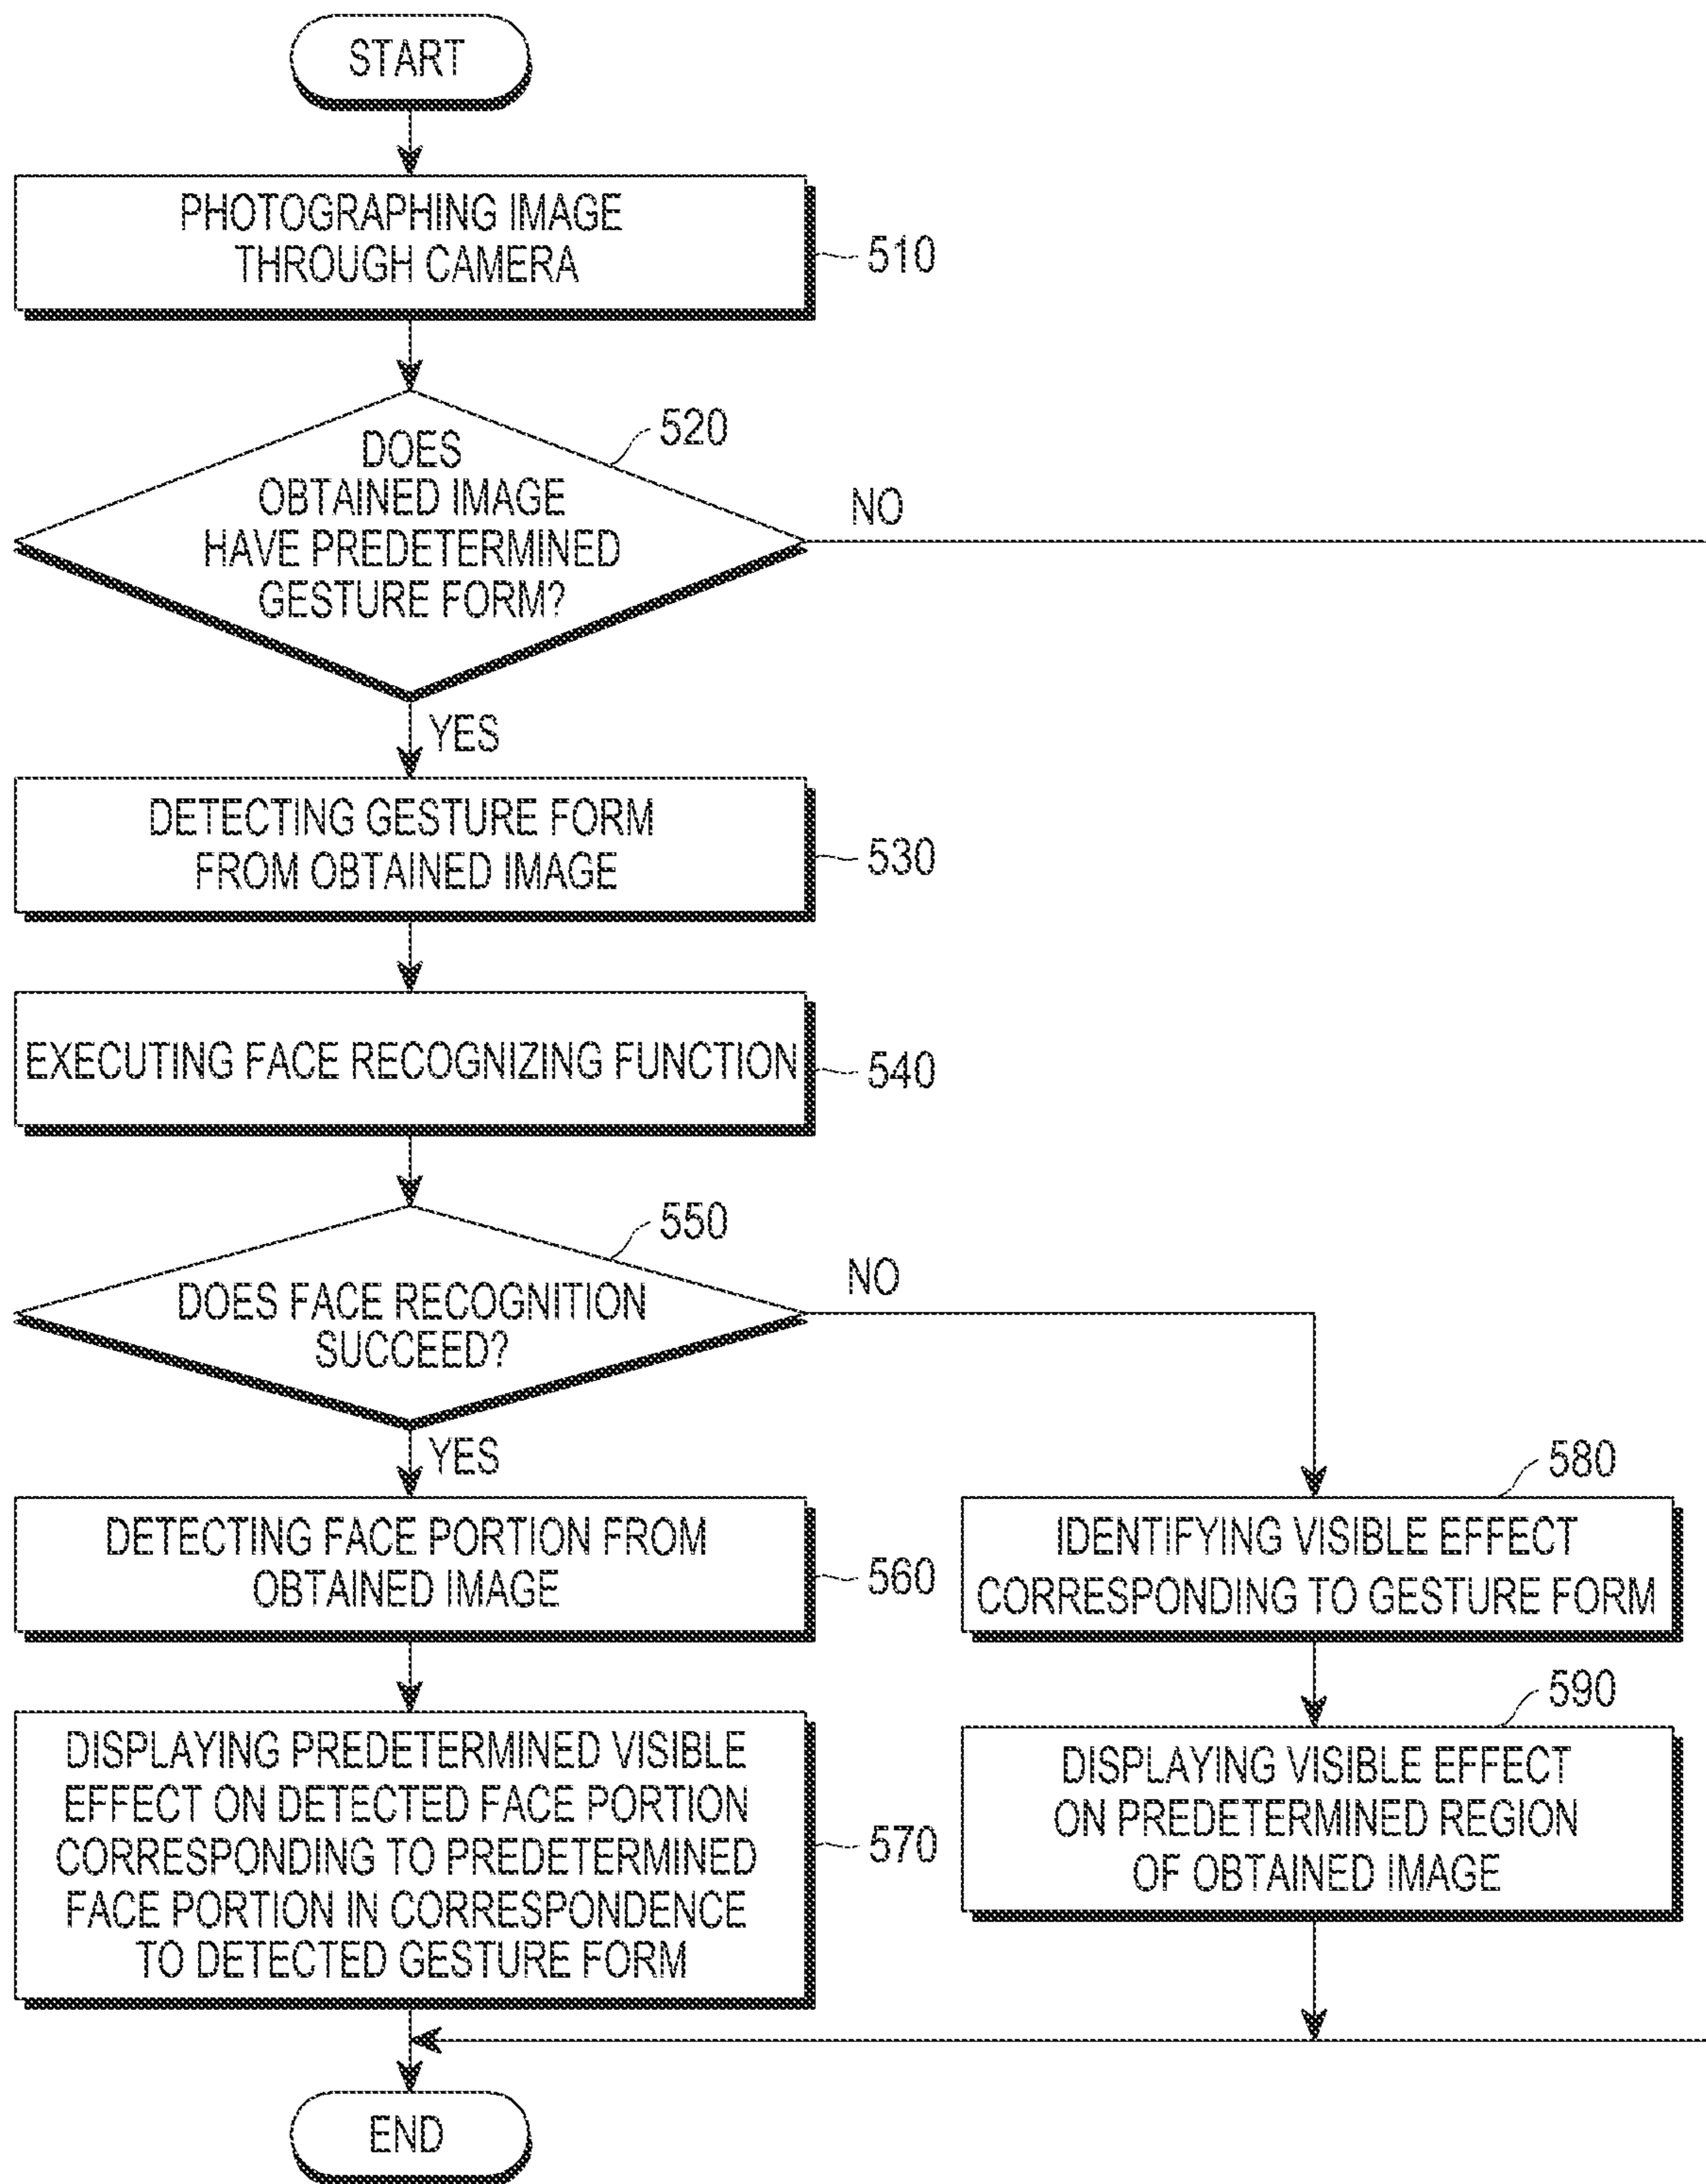 START
PHOTOGRAPHING IMAGE
THROUGH CAMERA
510
520
DOES
OBTAINED IMAGE
HAVE PREDETERMINED
GESTURE FORM?
NO
YES
DETECTING GESTURE FORM
FROM OBTAINED IMAGE
530
EXECUTING FACE RECOGNIZING FUNCTION
540
550
DOES FACE RECOGNITION
SUCCEED?
NO
YES
DETECTING FACE PORTION FROM
OBTAINED IMAGE
560
580
IDENTIFYING VISIBLE EFFECT
CORRESPONDING TO GESTURE FORM
DISPLAYING PREDETERMINED VISIBLE
EFFECT ON DETECTED FACE PORTION
CORRESPONDING TO PREDETERMINED
FACE PORTION IN CORRESPONDENCE
TO DETECTED GESTURE FORM
570
590
DISPLAYING VISIBLE EFFECT
ON PREDETERMINED REGION
OF OBTAINED IMAGE
END